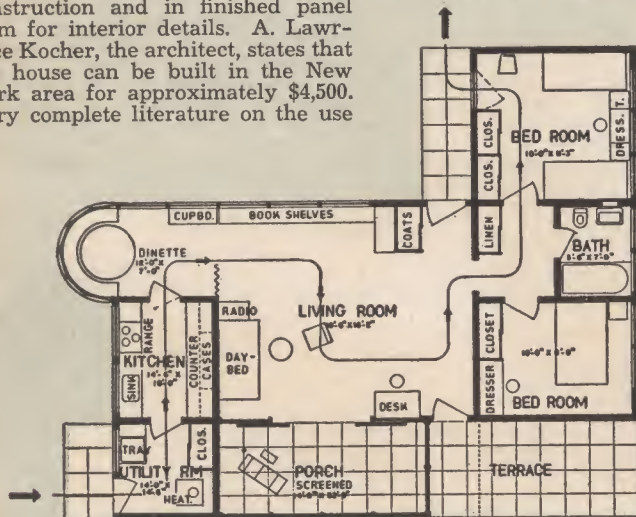 struction and in finished panel
m for interior details. A. Lawr-
ce Kocher, the architect, states that
house can be built in the New
rk area for approximately $4,500.
ry complete literature on the use
BED ROOM
CLOS.
CLOS.
DRESS. T.
CUPBD.
BOOK SHELVES
COATS
LINEN
BATH
DINETTE
RADIO
LIVING ROOM
RANGE
KITCHEN
SINK
COUNTER
CASES
DAY-
BED
CLOSET
DRESSER
DESK
BED ROOM
TRAY
CLOS.
UTILITY RM
HEAT.
PORCH
SCREENED
TERRACE